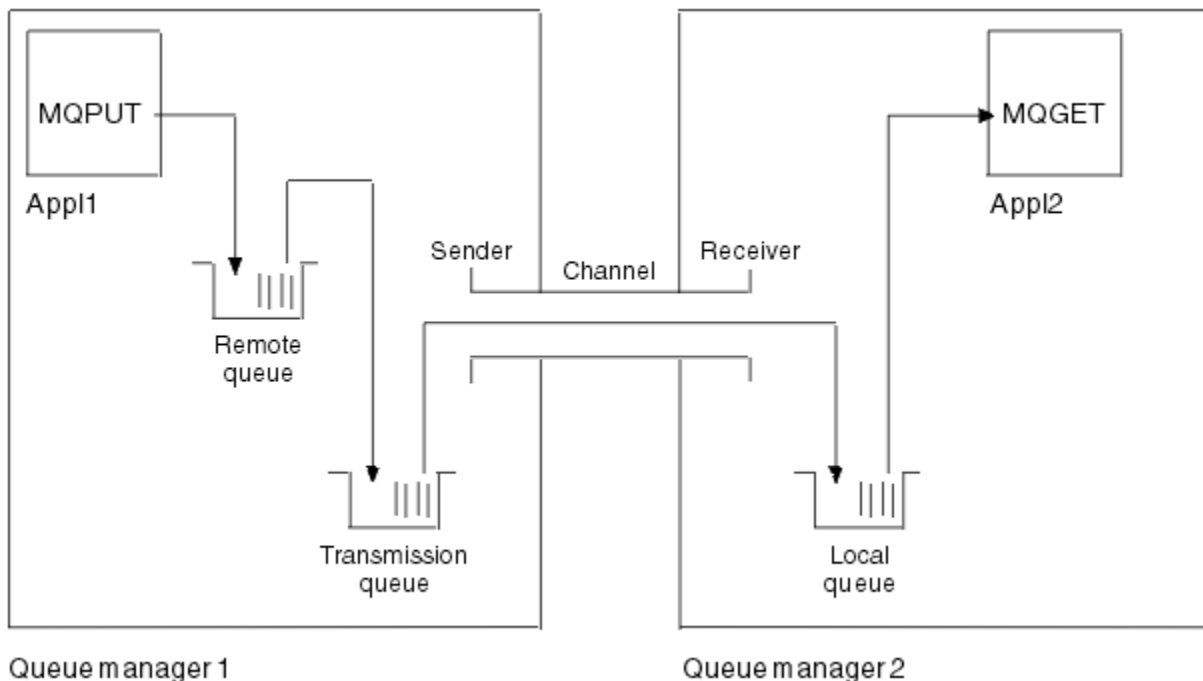 MQPUT
MQGET
Appl1
Appl2
Sender
Channel
Receiver
Remote
queue
Transmission
queue
Local
queue
Queue manager 1
Queue manager 2